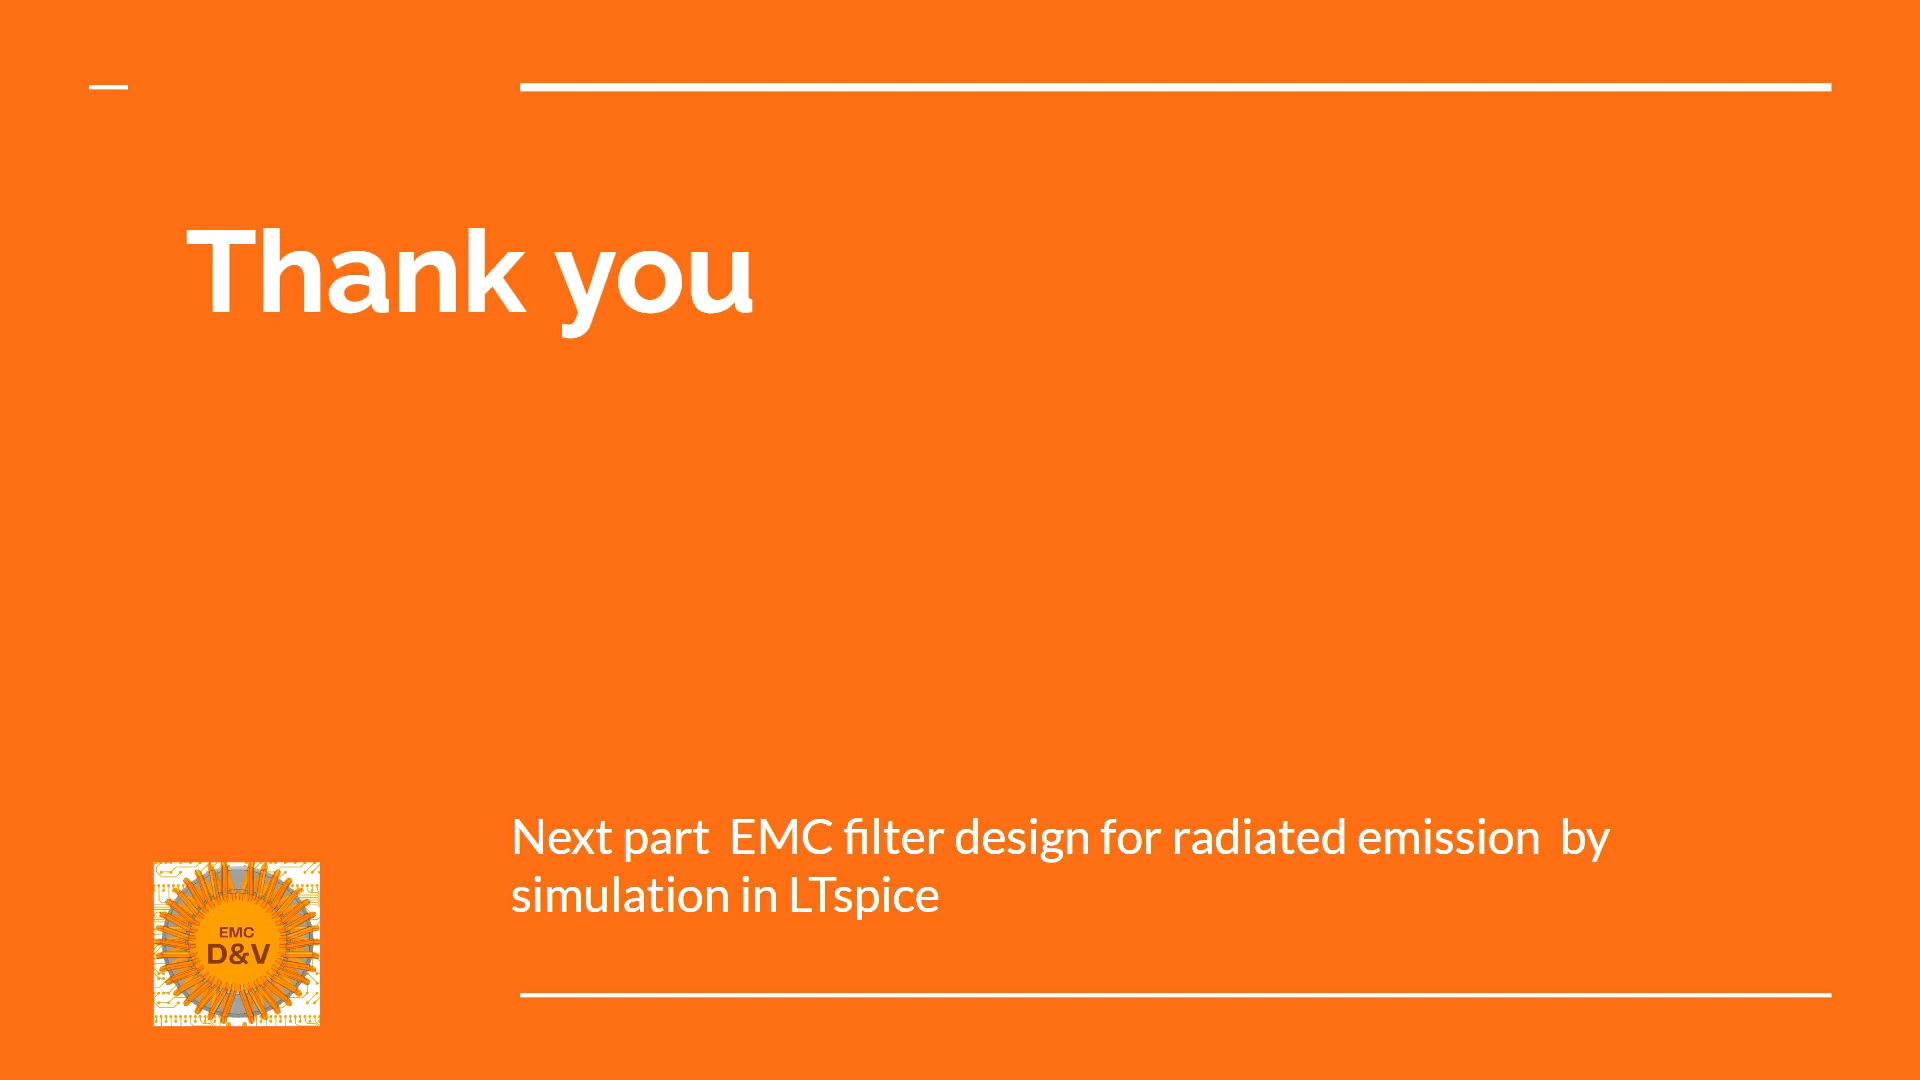 Thank you
Next part  EMC filter design for radiated emission  by
simulation in LTspice
EMC
D&V